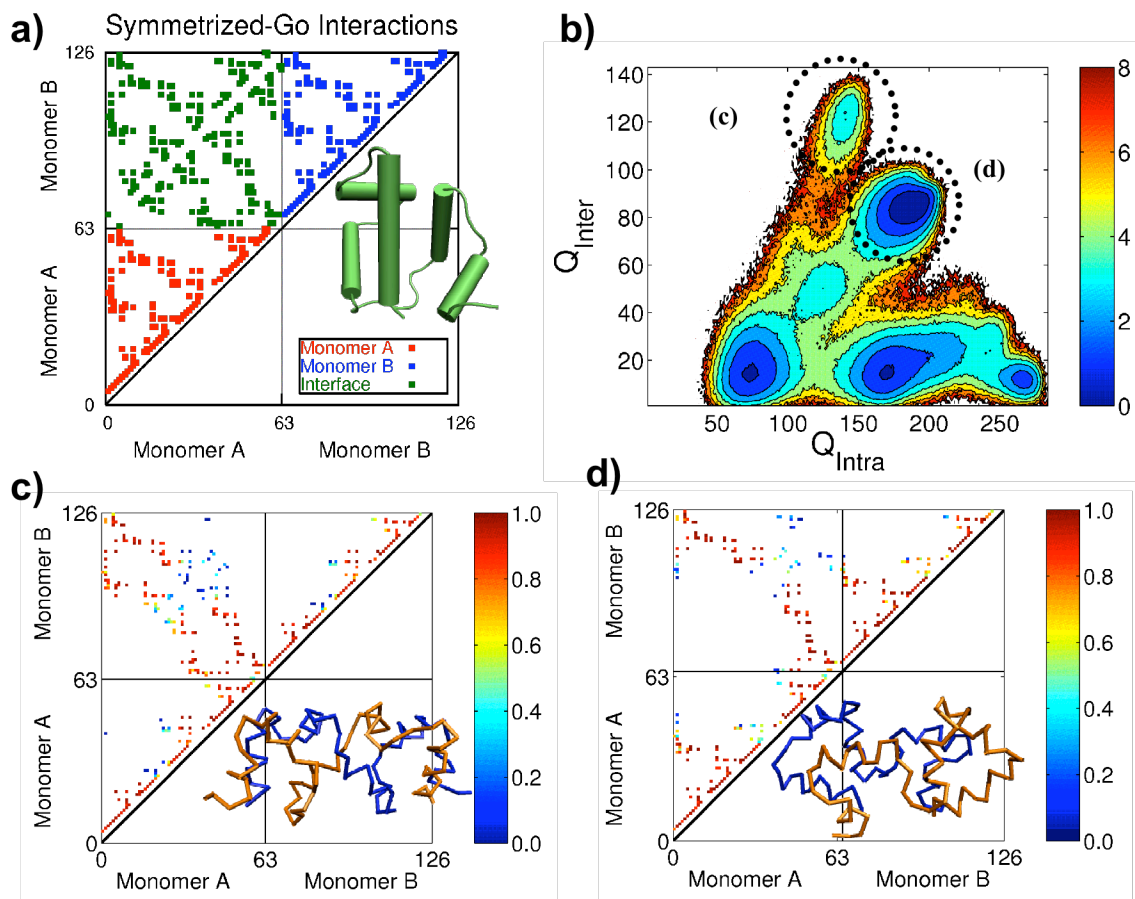 a)
Symmetrized-Go Interactions
126
Monomer B
63
Monomer A
0
0 63 126
Monomer A Monomer B
Monomer A
Monomer B
Interface
b)
140
120
100
80
60
40
20
Q_Inter
50 100 150 200 250
Q_Intra
(c)
(d)
8
6
4
2
0
c)
126
Monomer B
63
Monomer A
0
0 63 126
Monomer A Monomer B
1.0
0.8
0.6
0.4
0.2
0.0
d)
126
Monomer B
63
Monomer A
0
0 63 126
Monomer A Monomer B
1.0
0.8
0.6
0.4
0.2
0.0